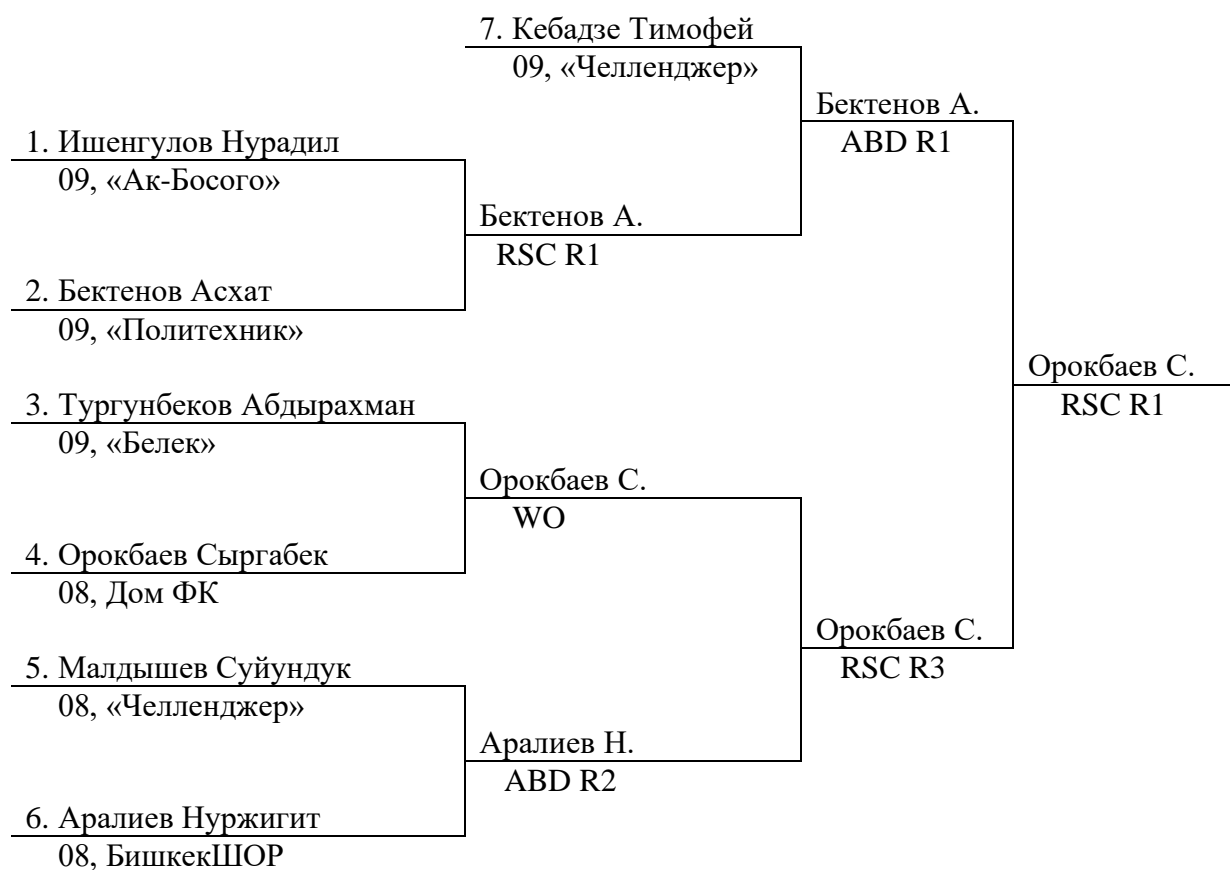 7. Кебадзе Тимофей
09, «Челленджер»
Бектенов А.
ABD R1
1. Ишенгулов Нурадил
09, «Ак-Босого»
Бектенов А.
RSC R1
2. Бектенов Асхат
09, «Политехник»
Орокбаев С.
RSC R1
3. Тургунбеков Абдырахман
09, «Белек»
Орокбаев С.
WO
4. Орокбаев Сыргабек
08, Дом ФК
Орокбаев С.
RSC R3
5. Малдышев Суйундук
08, «Челленджер»
Аралиев Н.
ABD R2
6. Аралиев Нуржигит
08, БишкекШОР